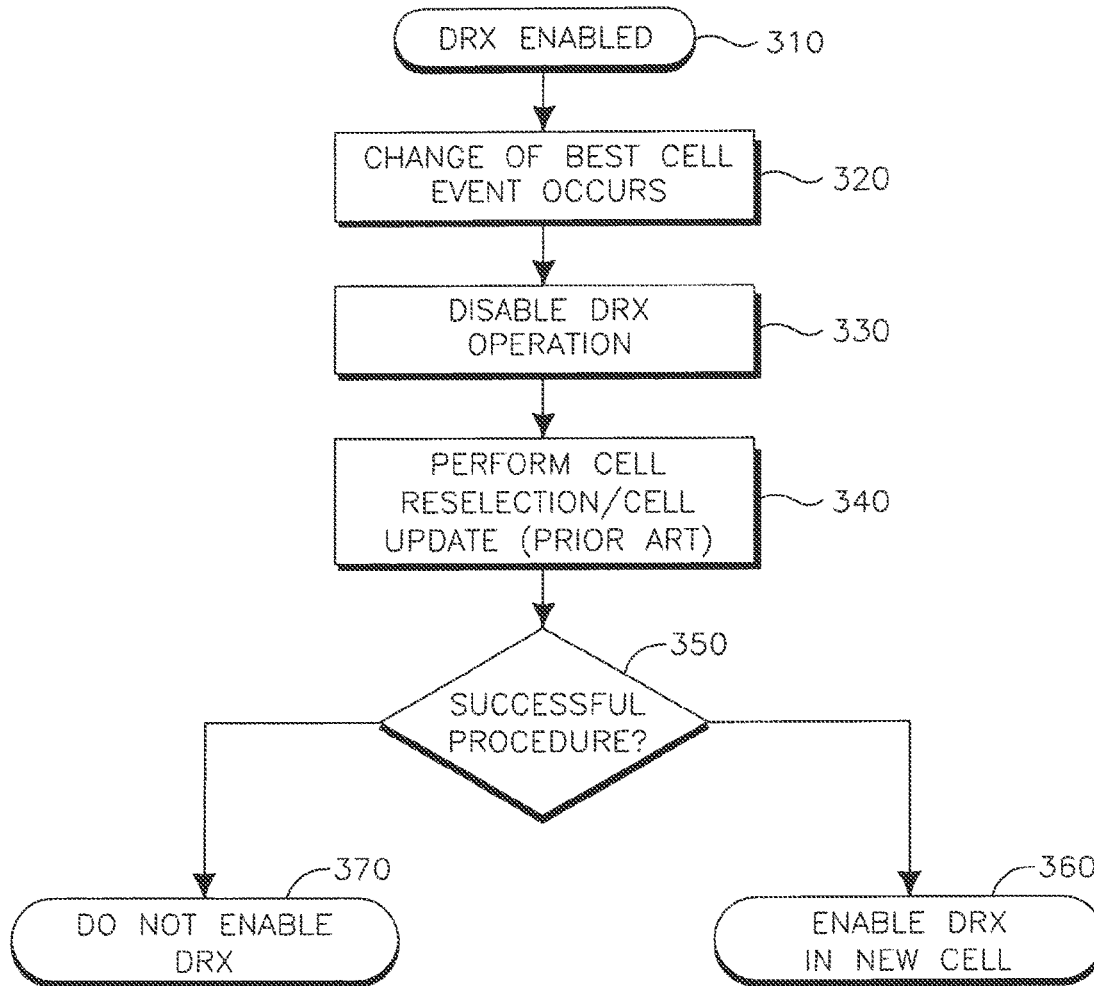 DRX ENABLED
310
CHANGE OF BEST CELL
EVENT OCCURS
320
DISABLE DRX
OPERATION
330
PERFORM CELL
RESELECTION/CELL
UPDATE (PRIOR ART)
340
350
SUCCESSFUL
PROCEDURE?
370
DO NOT ENABLE
DRX
360
ENABLE DRX
IN NEW CELL